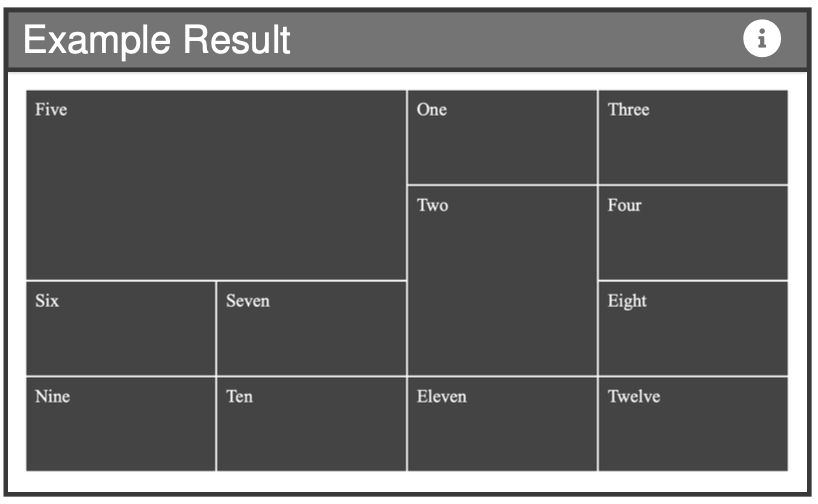 Example Result
Five
One
Three
Two
Four
Six
Seven
Eight
Nine
Ten
Eleven
Twelve